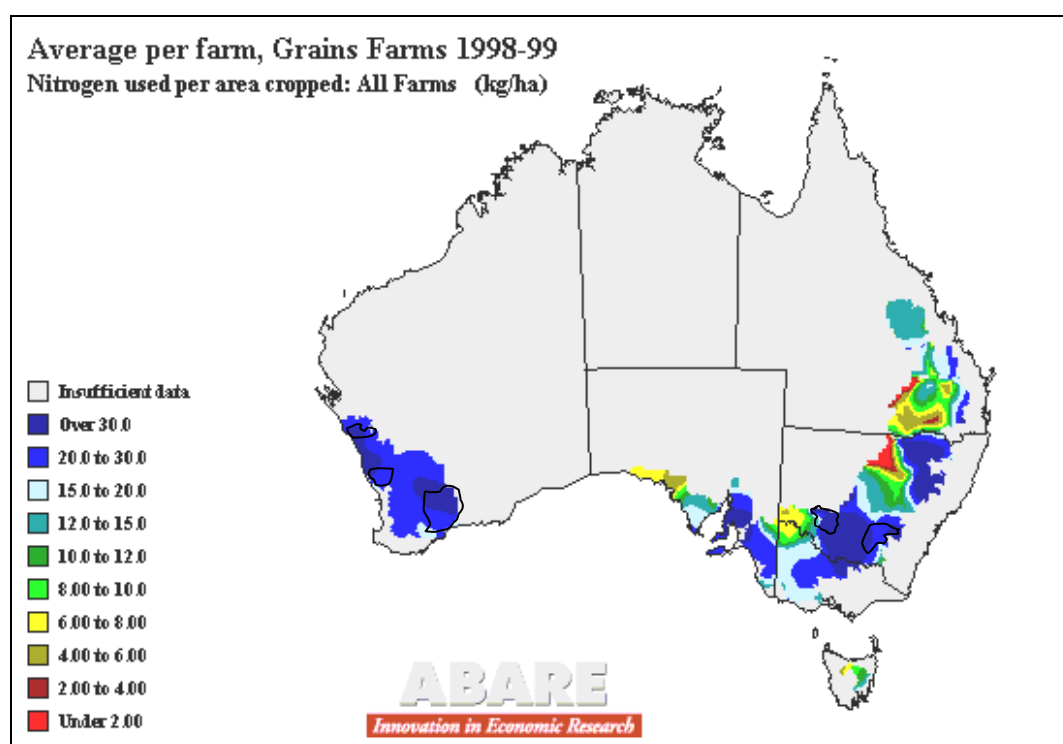 Average per farm, Grains Farms 1998-99
Nitrogen used per area cropped: All Farms (kg/ha)
Insufficient data
Over 30.0
20.0 to 30.0
15.0 to 20.0
12.0 to 15.0
10.0 to 12.0
8.00 to 10.0
6.00 to 8.00
4.00 to 6.00
2.00 to 4.00
Under 2.00
ABARE
Innovation in Economic Research